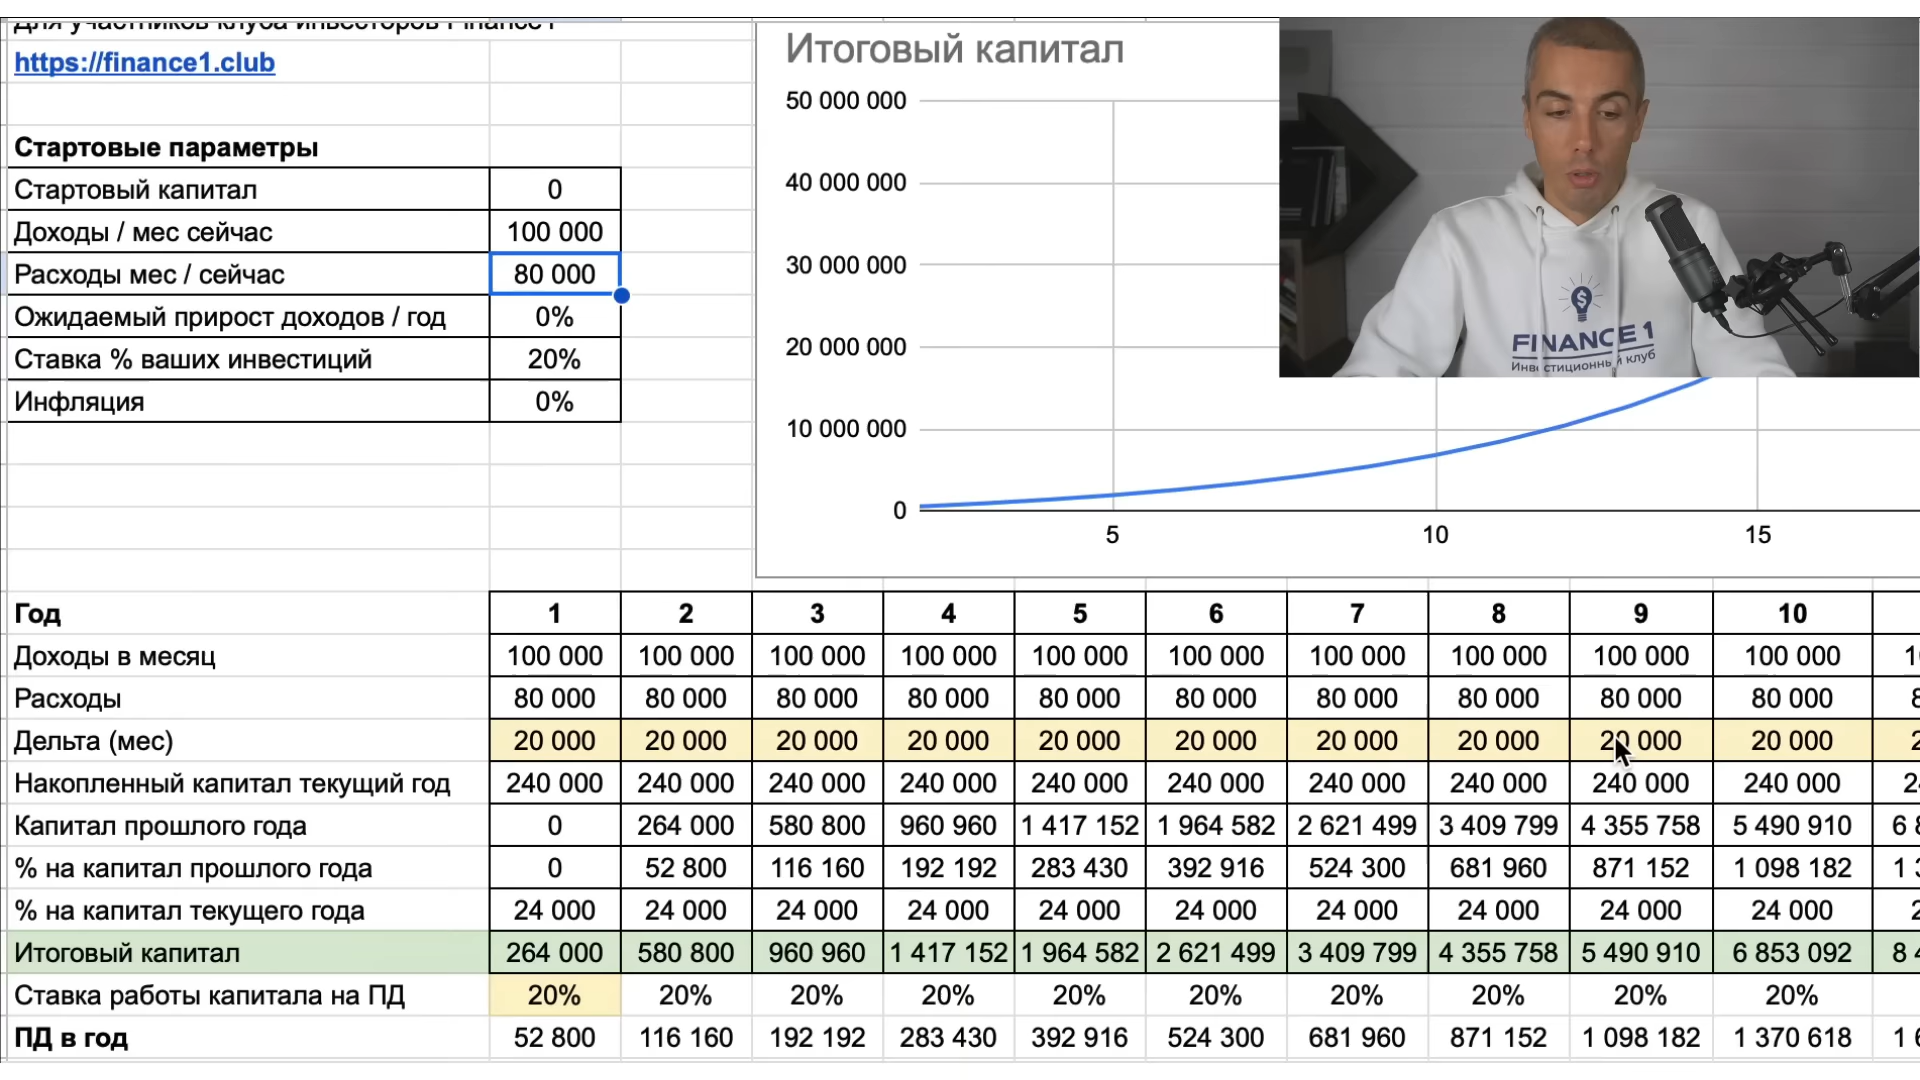 Для участников клуба инвесторов Finance1
https://finance1.club
Стартовые параметры
Стартовый капитал 0
Доходы / мес сейчас 100 000
Расходы мес / сейчас 80 000
Ожидаемый прирост доходов / год 0%
Ставка % ваших инвестиций 20%
Инфляция 0%
Итоговый капитал
50 000 000
40 000 000
30 000 000
20 000 000
10 000 000
0
5 10 15
FINANCE 1
Инвестиционный клуб
Год 1 2 3 4 5 6 7 8 9 10
Доходы в месяц 100 000 100 000 100 000 100 000 100 000 100 000 100 000 100 000 100 000 100 000
Расходы 80 000 80 000 80 000 80 000 80 000 80 000 80 000 80 000 80 000 80 000
Дельта (мес) 20 000 20 000 20 000 20 000 20 000 20 000 20 000 20 000 20 000 20 000
Накопленный капитал текущий год 240 000 240 000 240 000 240 000 240 000 240 000 240 000 240 000 240 000 240 000
Капитал прошлого года 0 264 000 580 800 960 960 1 417 152 1 964 582 2 621 499 3 409 799 4 355 758 5 490 910
% на капитал прошлого года 0 52 800 116 160 192 192 283 430 392 916 524 300 681 960 871 152 1 098 182
% на капитал текущего года 24 000 24 000 24 000 24 000 24 000 24 000 24 000 24 000 24 000 24 000
Итоговый капитал 264 000 580 800 960 960 1 417 152 1 964 582 2 621 499 3 409 799 4 355 758 5 490 910 6 853 092
Ставка работы капитала на ПД 20% 20% 20% 20% 20% 20% 20% 20% 20% 20%
ПД в год 52 800 116 160 192 192 283 430 392 916 524 300 681 960 871 152 1 098 182 1 370 618